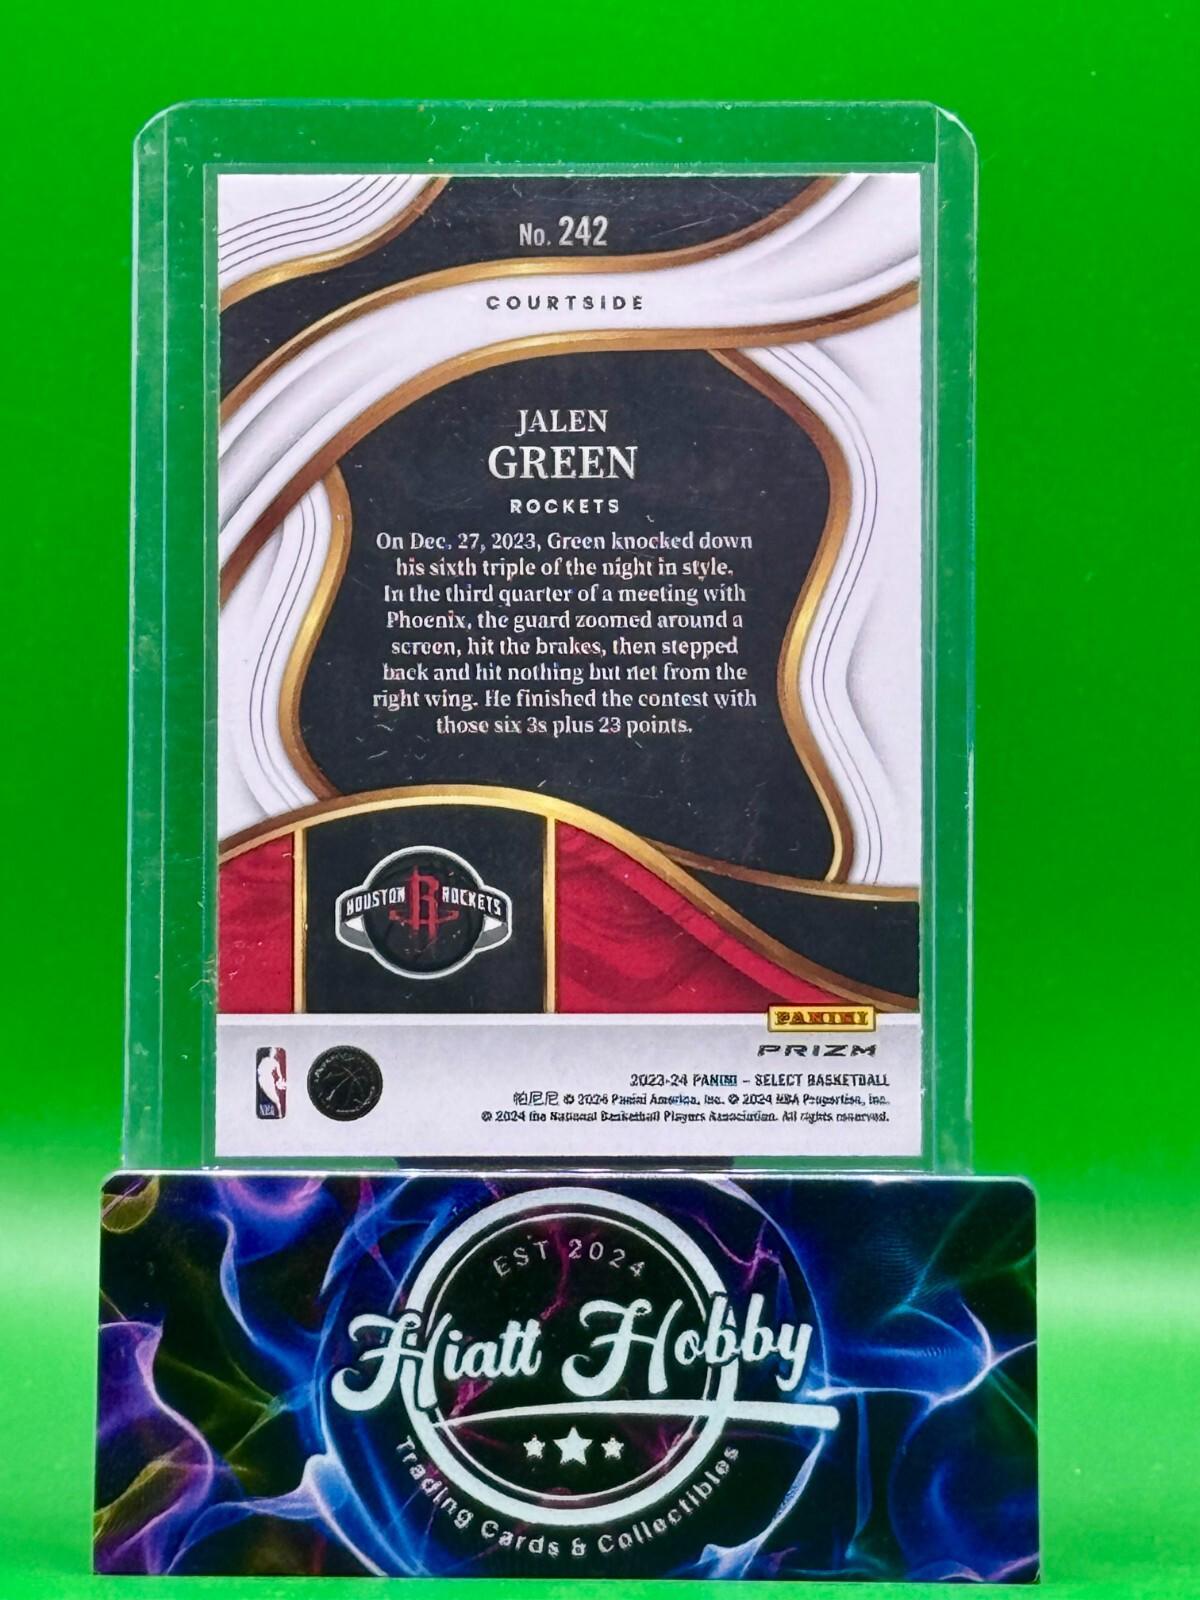 No. 242
COURTSIDE
JALEN
GREEN
ROCKETS
On Dec. 27, 2023, Green knocked down
his sixth triple of the night in style.
In the third quarter of a meeting with
Phoenix, the guard zoomed around a
screen, hit the brakes, then stepped
back and hit nothing but net from the
right wing. He finished the contest with
those six 3s plus 23 points.
HOUSTON R ROCKETS
PANINI
PRIZM
NBA
2023-24 PANINI – SELECT BASKETBALL
帕尼尼 © 2024 Panini America, Inc. © 2024 NBA Properties, Inc.
© 2024 the National Basketball Players Association. All rights reserved.
EST 2024
Hiatt Hobby
Trading Cards & Collectibles